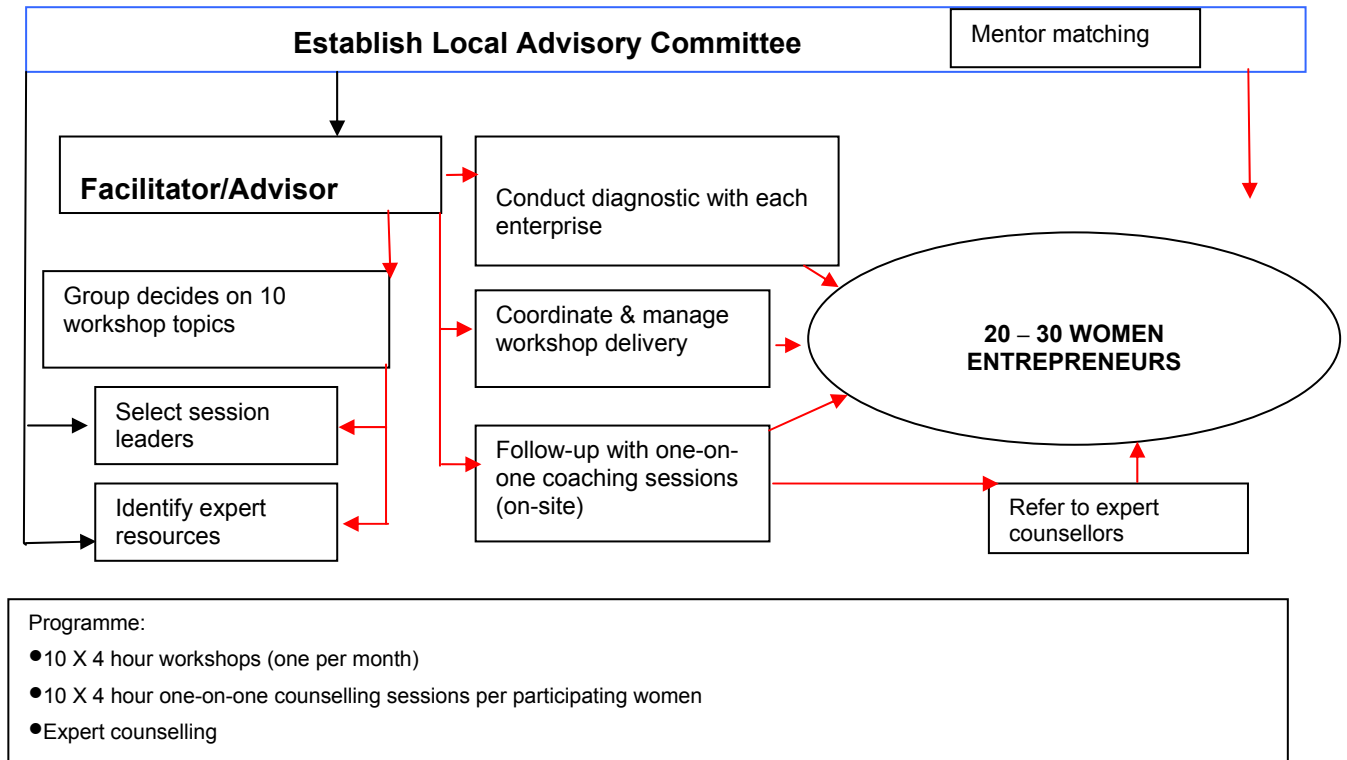 Establish Local Advisory Committee
Mentor matching
Facilitator/Advisor
Conduct diagnostic with each
enterprise
Group decides on 10
workshop topics
Coordinate & manage
workshop delivery
20 – 30 WOMEN
ENTREPRENEURS
Select session
leaders
Follow-up with one-on-
one coaching sessions
(on-site)
Identify expert
resources
Refer to expert
counsellors
Programme:
●10 X 4 hour workshops (one per month)
●10 X 4 hour one-on-one counselling sessions per participating women
●Expert counselling